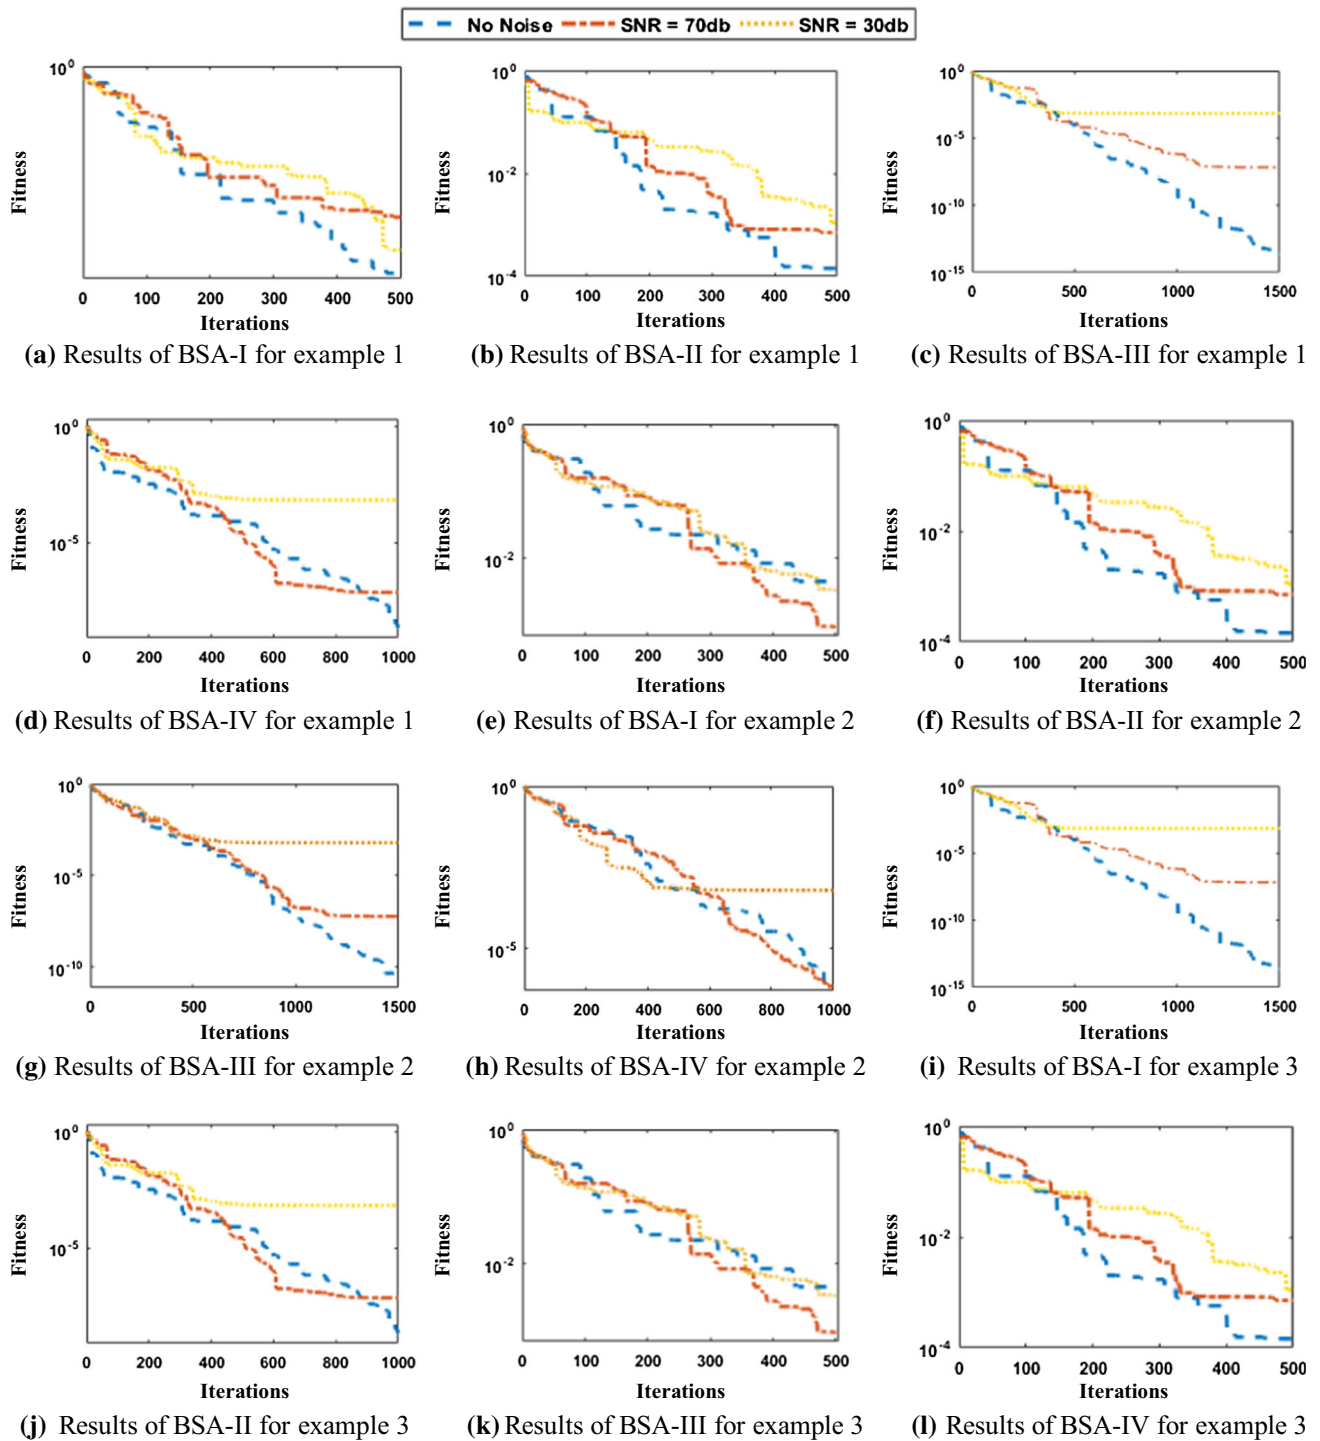 No Noise SNR = 70db SNR = 30db
10^0
Fitness
0 100 200 300 400 500
Iterations
(a) Results of BSA-I for example 1
10^0
10^-2
10^-4
Fitness
0 100 200 300 400 500
Iterations
(b) Results of BSA-II for example 1
10^0
10^-5
10^-10
10^-15
Fitness
0 500 1000 1500
Iterations
(c) Results of BSA-III for example 1
10^0
10^-5
Fitness
0 200 400 600 800 1000
Iterations
(d) Results of BSA-IV for example 1
10^0
10^-2
Fitness
0 100 200 300 400 500
Iterations
(e) Results of BSA-I for example 2
10^0
10^-2
10^-4
Fitness
0 100 200 300 400 500
Iterations
(f) Results of BSA-II for example 2
10^0
10^-5
10^-10
Fitness
0 500 1000 1500
Iterations
(g) Results of BSA-III for example 2
10^0
10^-5
Fitness
0 200 400 600 800 1000
Iterations
(h) Results of BSA-IV for example 2
10^0
10^-5
10^-10
10^-15
Fitness
0 500 1000 1500
Iterations
(i) Results of BSA-I for example 3
10^0
10^-5
Fitness
0 200 400 600 800 1000
Iterations
(j) Results of BSA-II for example 3
10^0
10^-2
Fitness
0 100 200 300 400 500
Iterations
(k) Results of BSA-III for example 3
10^0
10^-2
10^-4
Fitness
0 100 200 300 400 500
Iterations
(l) Results of BSA-IV for example 3